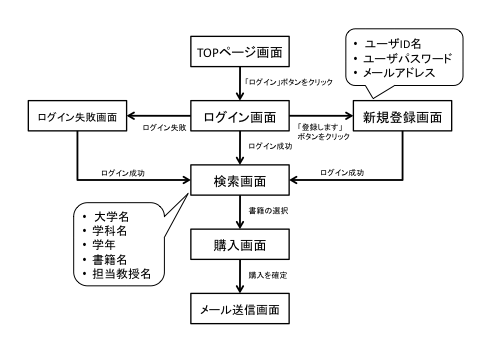 TOPページ画面
・ ユーザID名
・ ユーザパスワード
・ メールアドレス
「ログイン」ボタンをクリック
ログイン失敗画面
ログイン失敗
ログイン画面
「登録します」
ボタンをクリック
新規登録画面
ログイン成功
ログイン成功
ログイン成功
検索画面
・ 大学名
・ 学科名
・ 学年
・ 書籍名
・ 担当教授名
書籍の選択
購入画面
購入を確定
メール送信画面